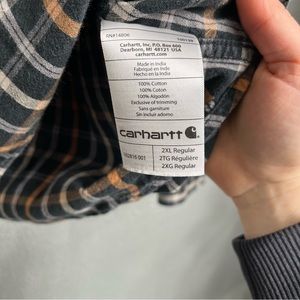 RN#14806
Carhartt, Inc, P.O. Box 600
Dearborn, MI 48121 USA
carhartt.com
Made in India
Fabriqué en Inde
Hecho en la India
100% Cotton
100% Coton
100% Algodón
Exclusive of trimming
Sans garniture
Sin incluir adorno
carhartt
2XL Regular
2TG Régulière
2XG Regular